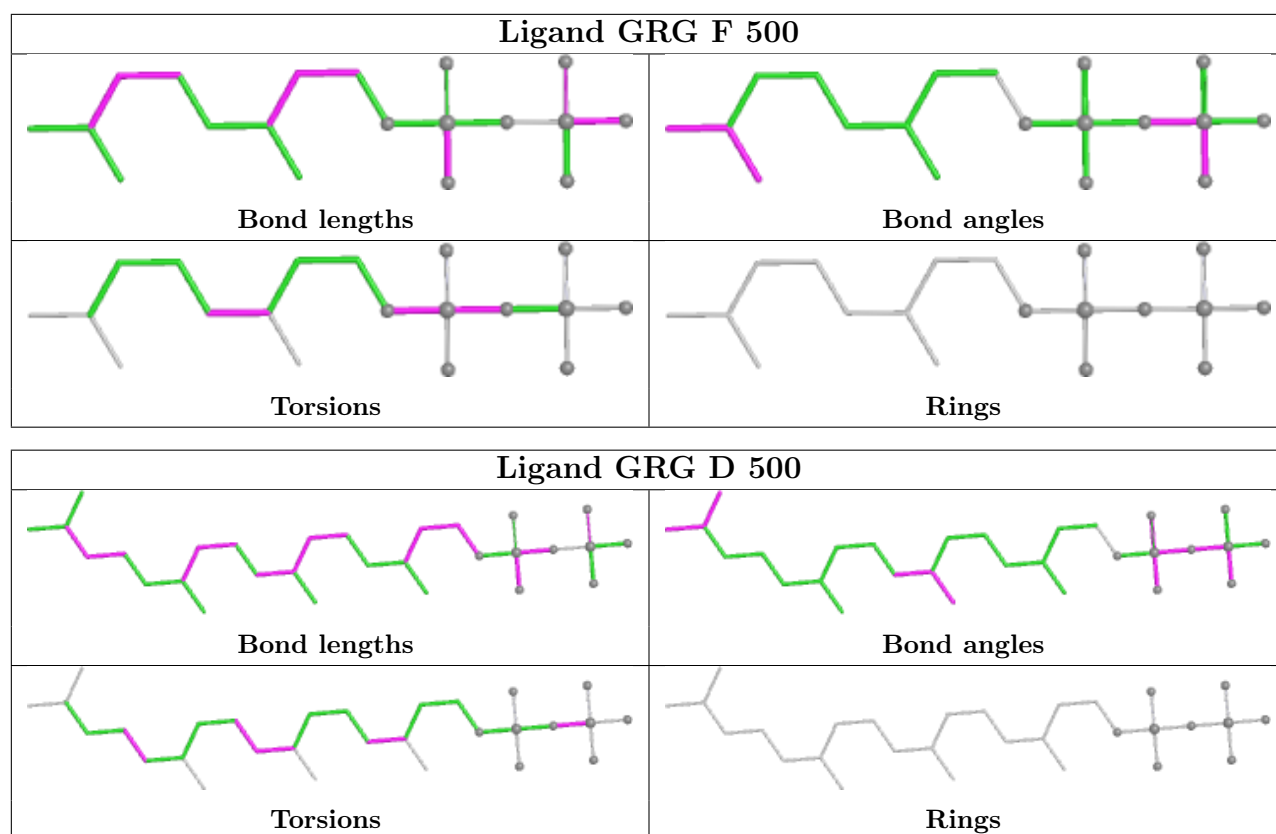 Ligand GRG F 500
Bond lengths
Bond angles
Torsions
Rings
Ligand GRG D 500
Bond lengths
Bond angles
Torsions
Rings